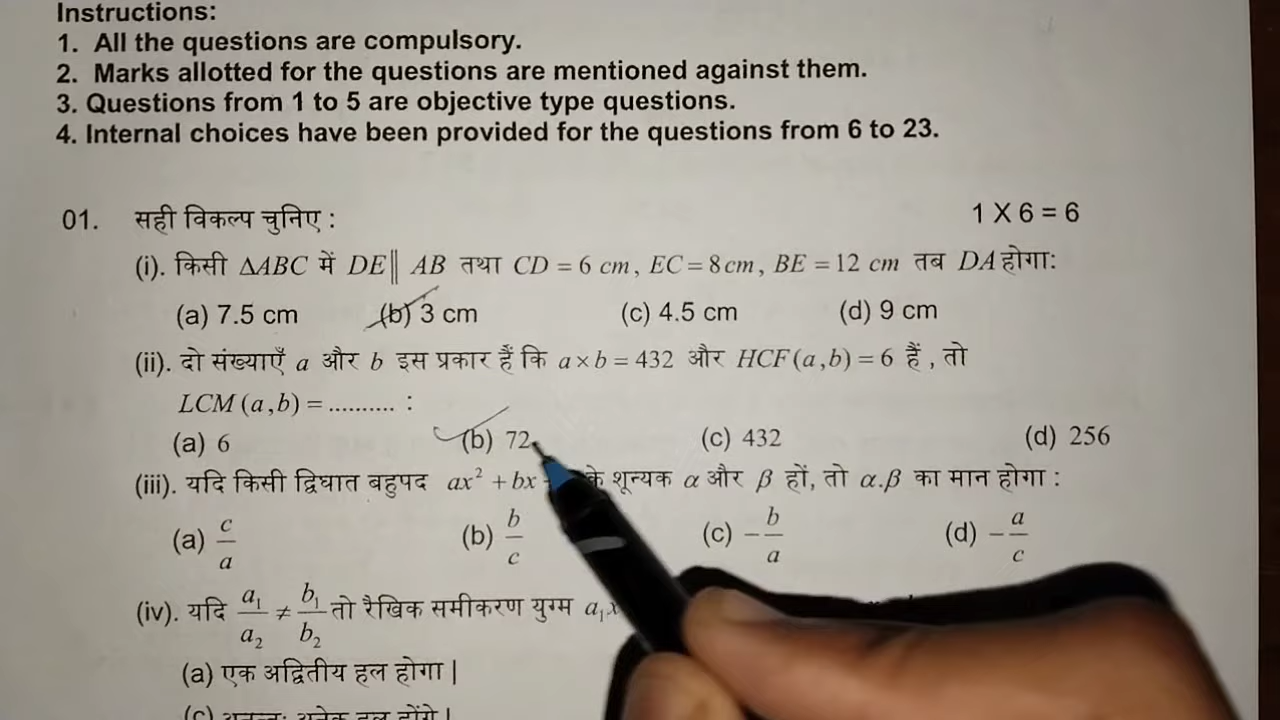 Instructions:
1. All the questions are compulsory.
2. Marks allotted for the questions are mentioned against them.
3. Questions from 1 to 5 are objective type questions.
4. Internal choices have been provided for the questions from 6 to 23.
01. सही विकल्प चुनिए : 1 X 6 = 6
(i). किसी ΔABC में DE|| AB तथा CD = 6 cm, EC = 8cm, BE = 12 cm तब DA होगा:
(a) 7.5 cm (b) 3 cm (c) 4.5 cm (d) 9 cm
(ii). दो संख्याएँ a और b इस प्रकार हैं कि a×b = 432 और HCF(a,b) = 6 हैं , तो
LCM (a,b) = .......... :
(a) 6 (b) 72 (c) 432 (d) 256
(iii). यदि किसी द्विघात बहुपद ax² + bx के शून्यक α और β हों, तो α.β का मान होगा :
(a) c/a (b) b/c (c) −b/a (d) −a/c
(iv). यदि a₁/a₂ ≠ b₁/b₂ तो रैखिक समीकरण युग्म a₁x
(a) एक अद्वितीय हल होगा |